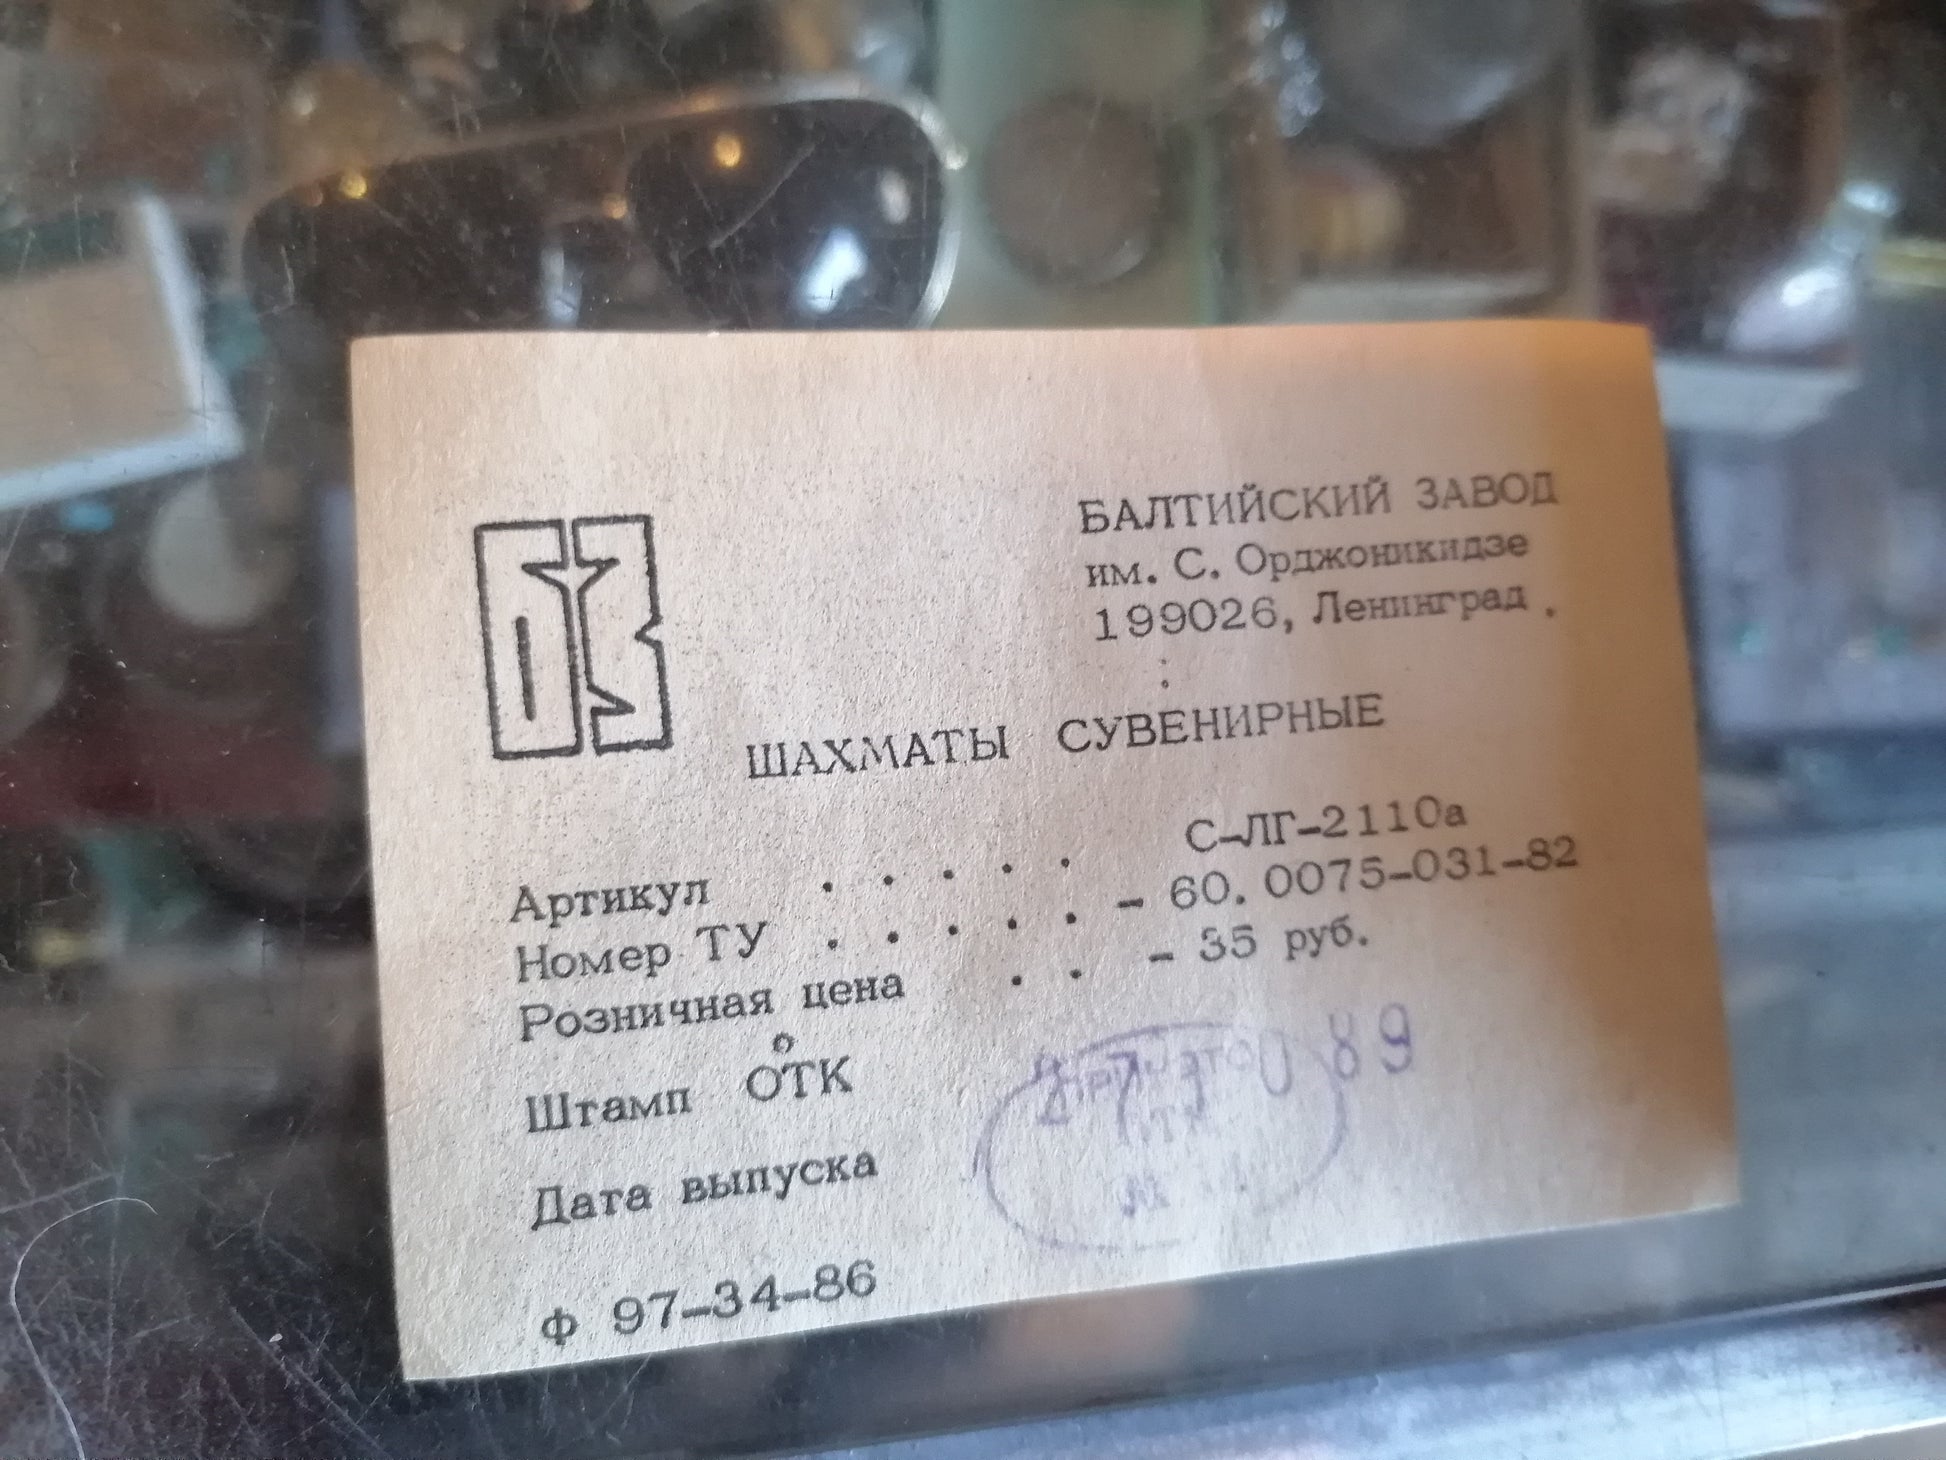 БАЛТИЙСКИЙ ЗАВОД
им. С. Орджоникидзе
199026, Ленинград .
ШАХМАТЫ СУВЕНИРНЫЕ
Артикул . . . . . С-ЛГ-2110а
Номер ТУ . . . . . - 60. 0075-031-82
Розничная цена . . - 35 руб.
Штамп ОТК
Дата выпуска
Ф 97-34-86